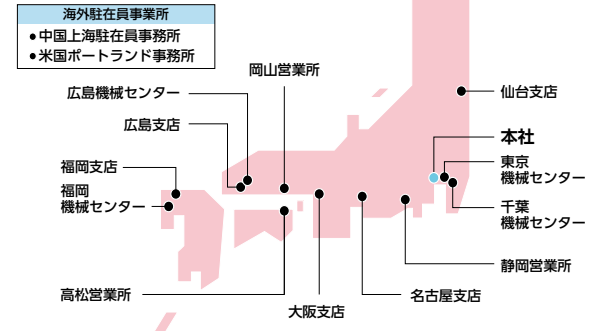 海外駐在員事業所
●中国上海駐在員事務所
●米国ポートランド事務所
岡山営業所
広島機械センター
広島支店
福岡支店
福岡
機械センター
高松営業所
大阪支店
名古屋支店
静岡営業所
千葉
機械センター
東京
機械センター
本社
仙台支店